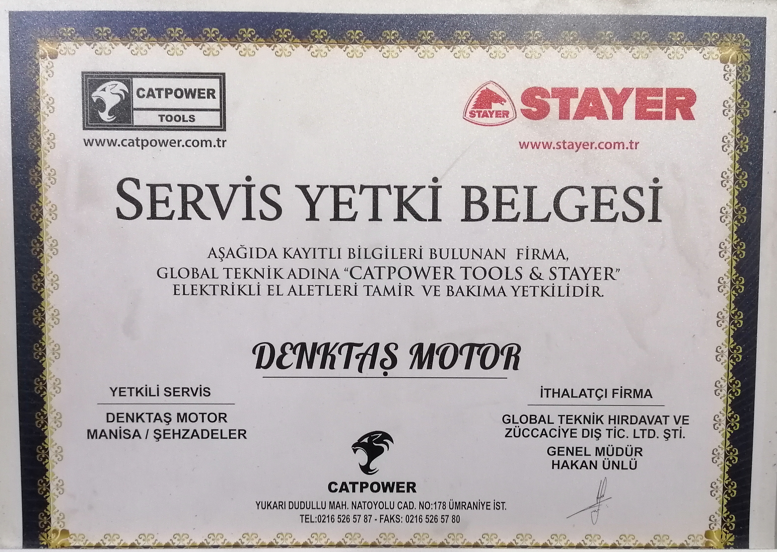 CATPOWER
TOOLS
www.catpower.com.tr
STAYER
STAYER
www.stayer.com.tr
SERVİS YETKİ BELGESİ
AŞAĞIDA KAYITLI BİLGİLERİ BULUNAN FİRMA,
GLOBAL TEKNİK ADINA “CATPOWER TOOLS & STAYER”
ELEKTRİKLİ EL ALETLERİ TAMİR VE BAKIMA YETKİLİDİR.
DENKTAŞ MOTOR
YETKİLİ SERVİS
DENKTAŞ MOTOR
MANİSA / ŞEHZADELER
İTHALATÇI FİRMA
GLOBAL TEKNİK HIRDAVAT VE
ZÜCCACİYE DIŞ TİC. LTD. ŞTİ.
GENEL MÜDÜR
HAKAN ÜNLÜ
CATPOWER
YUKARI DUDULLU MAH. NATOYOLU CAD. NO:178 ÜMRANİYE İST.
TEL:0216 526 57 87 - FAKS: 0216 526 57 80